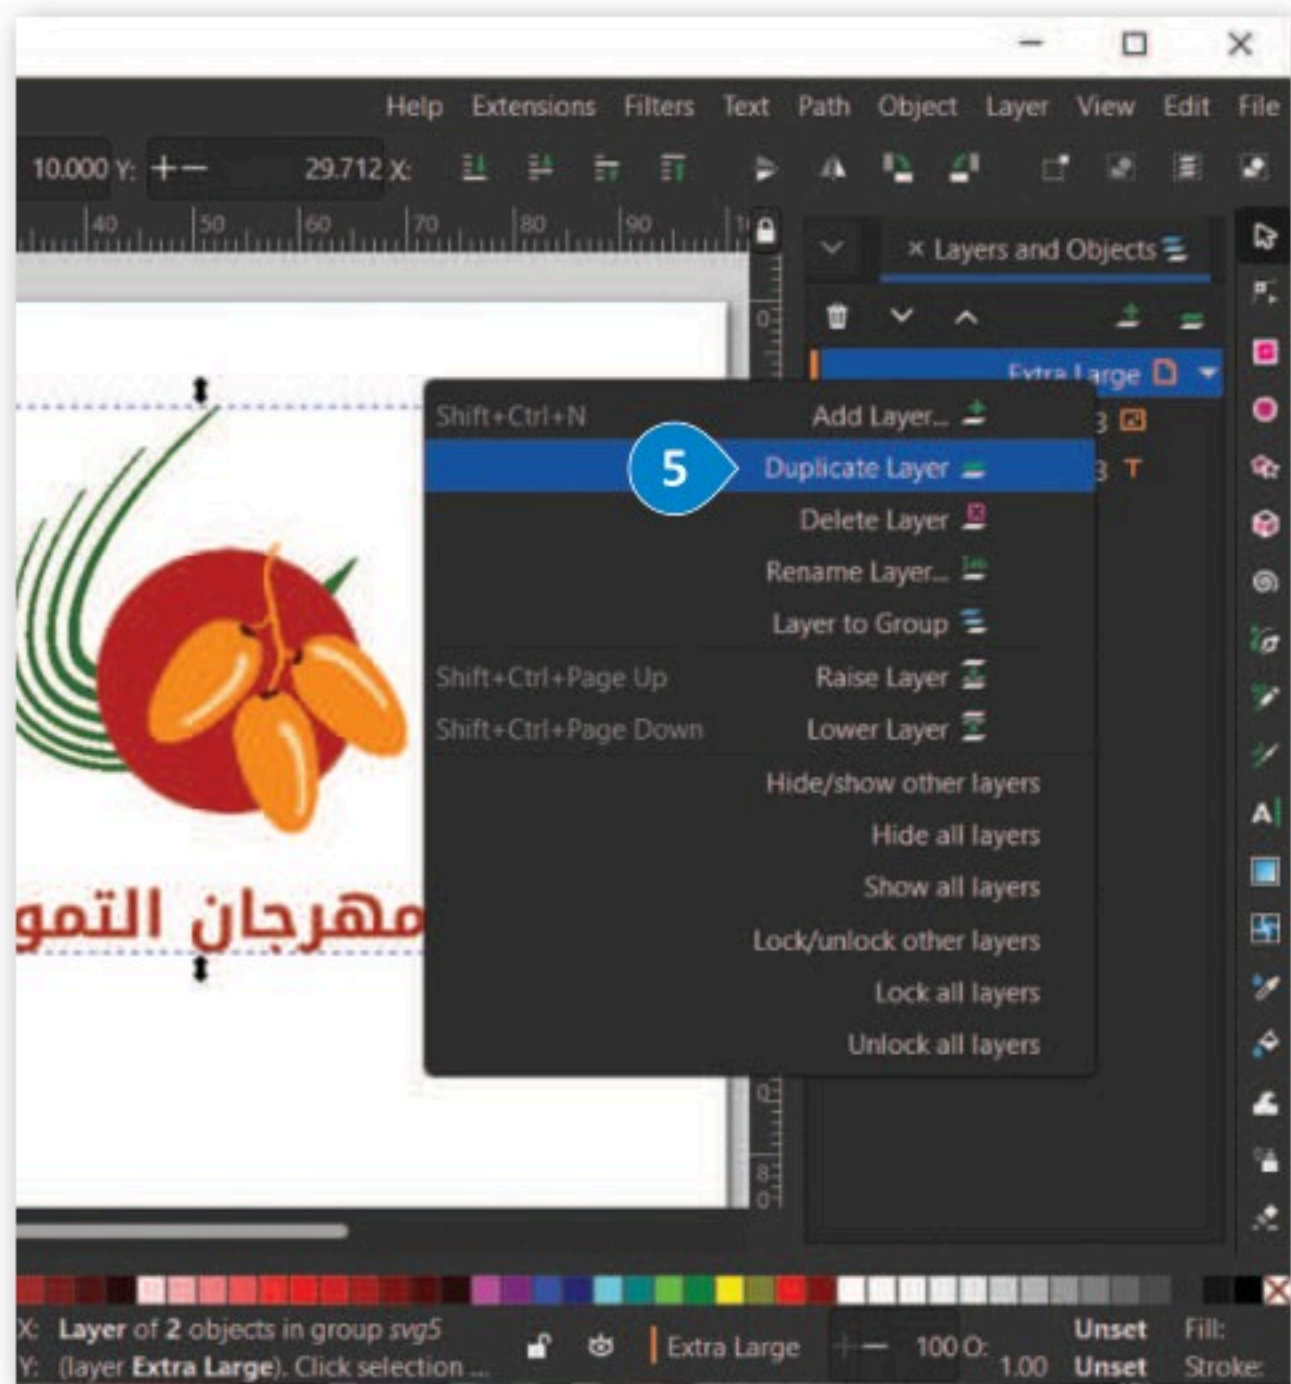 Help Extensions Filters Text Path Object Layer View Edit File
10.000 Y: 29.712 X:
40 50 60 70 80 90
× Layers and Objects
Extra Large
Shift+Ctrl+N Add Layer...
5 Duplicate Layer
Delete Layer
Rename Layer...
Layer to Group
Shift+Ctrl+Page Up Raise Layer
Shift+Ctrl+Page Down Lower Layer
Hide/show other layers
Hide all layers
Show all layers
مهرجان التمو
Lock/unlock other layers
Lock all layers
Unlock all layers
X: Layer of 2 objects in group svg5
Y: (layer Extra Large). Click selection ...
Extra Large 100 O: 1.00
Unset Fill:
Unset Stroke: